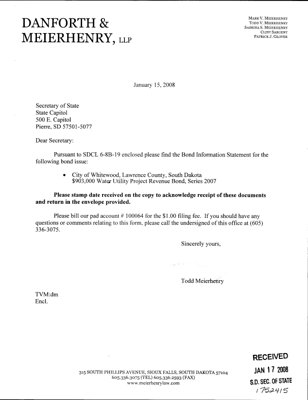 DANFORTH &
MEIERHENRY, LLP
MARK V. MEIERHENRY
TODD V. MEIERHENRY
SABRINA MEIERHENRY
CLINT SARGENT
PATRICK J. GLOVER
January 15, 2008
Secretary of State
State Capitol
500 E. Capitol
Pierre, SD 57501-5077
Dear Secretary:
Pursuant to SDCL 6-8B-19 enclosed please find the Bond Information Statement for the
following bond issue:
• City of Whitewood, Lawrence County, South Dakota
$903,000 Water Utility Project Revenue Bond, Series 2007
Please stamp date received on the copy to acknowledge receipt of these documents
and return in the envelope provided.
Please bill our pad account # 100064 for the $1.00 filing fee. If you should have any
questions or comments relating to this form, please call the undersigned of this office at (605)
336-3075.
Sincerely yours,
Todd Meierhenry
TVM:dm
Encl.
315 SOUTH PHILLIPS AVENUE, SIOUX FALLS, SOUTH DAKOTA 57104
605.336.3075 (TEL) 605.336.2593 (FAX)
www.meierhenrylaw.com
RECEIVED
JAN 17 2008
S.D. SEC. OF STATE
1752415